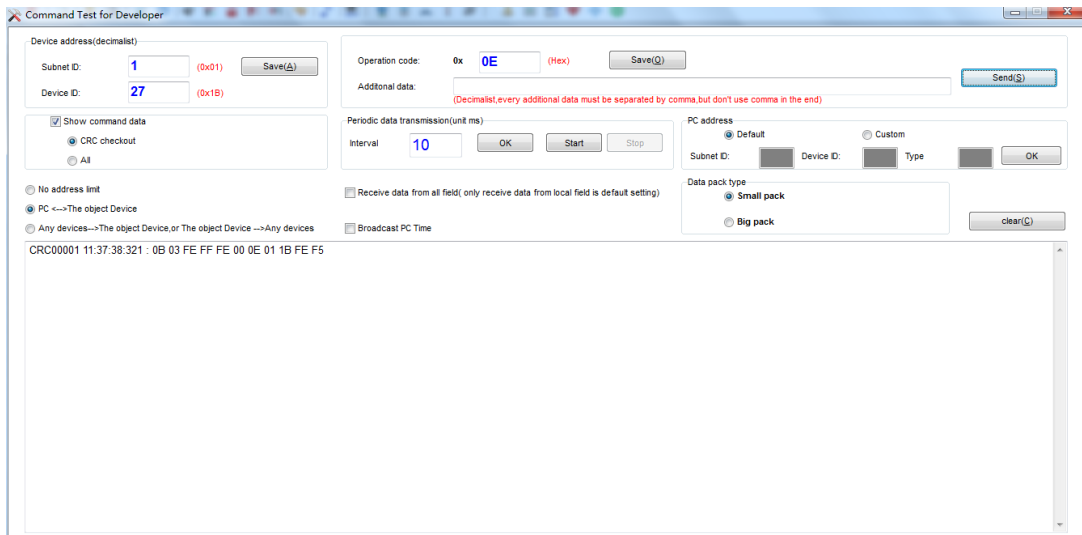 Command Test for Developer
Device address(decimalist)
Subnet ID: 1 (0x01) Save(A)
Device ID: 27 (0x1B)
Operation code: 0x 0E (Hex) Save(O)
Additonal data: Send(S)
(Decimalist,every additional data must be separated by comma,but don't use comma in the end)
Show command data
CRC checkout
All
Periodic data transmission(unit ms)
Interval 10 OK Start Stop
PC address
Default Custom
Subnet ID: Device ID: Type OK
No address limit
PC <-->The object Device
Any devices-->The object Device,or The object Device -->Any devices
Receive data from all field( only receive data from local field is default setting)
Broadcast PC Time
Data pack type
Small pack
Big pack
clear(C)
CRC00001 11:37:38:321 : 0B 03 FE FF FE 00 0E 01 1B FE F5